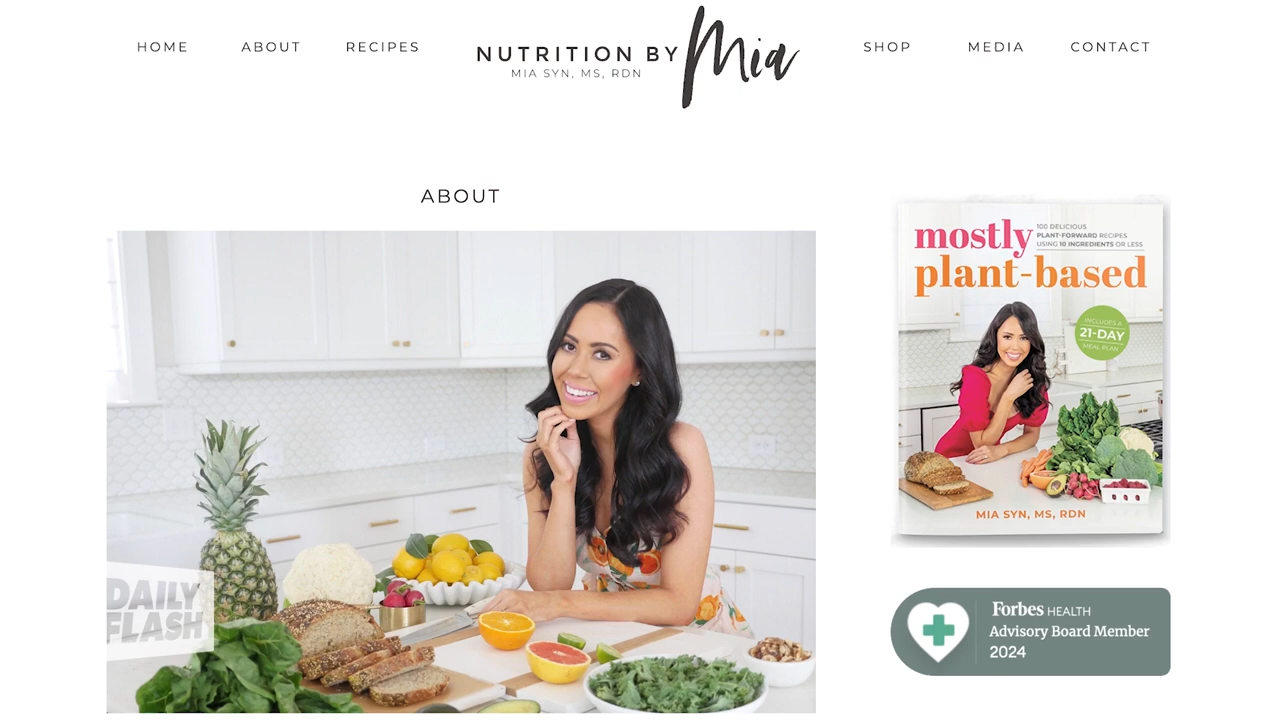 HOME ABOUT RECIPES NUTRITION BY Mia SHOP MEDIA CONTACT
MIA SYN, MS, RDN
ABOUT
DAILY
FLASH
mostly
100 DELICIOUS
PLANT-FORWARD RECIPES
USING 10 INGREDIENTS OR LESS
plant-based
INCLUDES A
21-DAY
MEAL PLAN
MIA SYN, MS, RDN
Forbes HEALTH
Advisory Board Member
2024